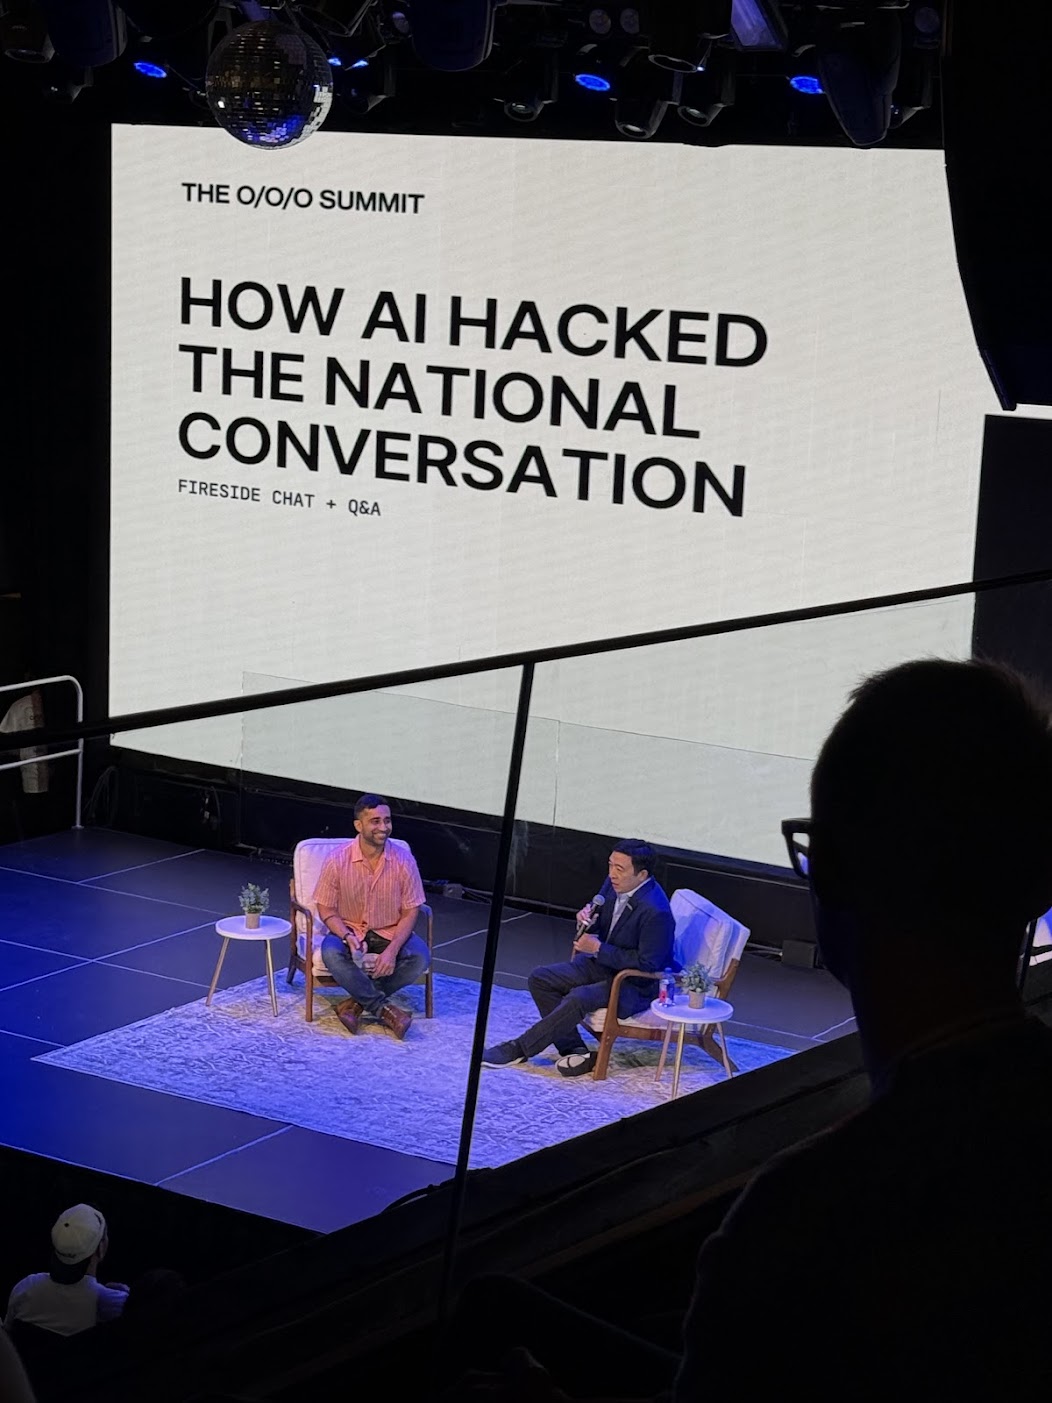 THE O/O/O SUMMIT
HOW AI HACKED
THE NATIONAL
CONVERSATION
FIRESIDE CHAT + Q&A